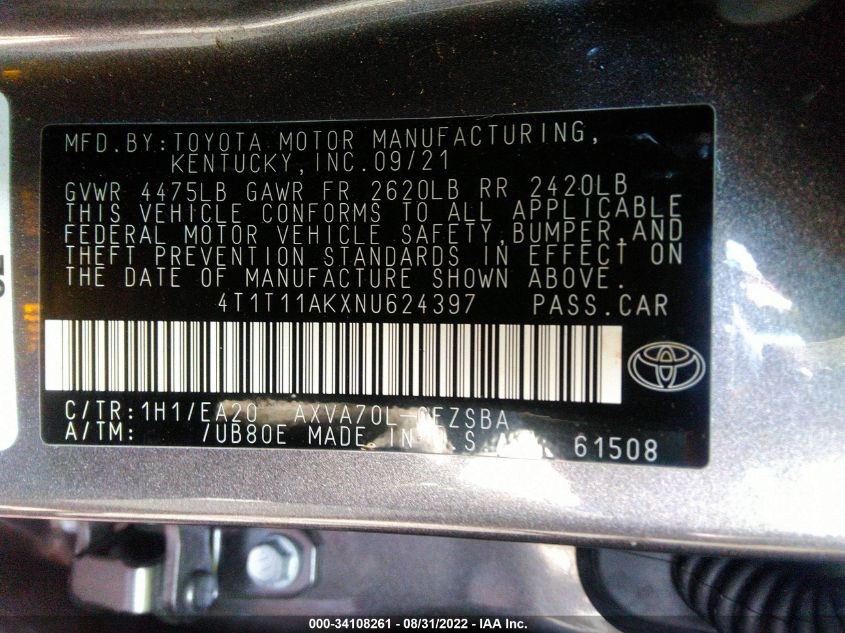 MFD.BY:TOYOTA MOTOR MANUFACTURING,
KENTUCKY,INC.09/21
GVWR 4475LB GAWR FR 2620LB RR 2420LB
THIS VEHICLE CONFORMS TO ALL APPLICABLE
FEDERAL MOTOR VEHICLE SAFETY,BUMPER,AND
THEFT PREVENTION STANDARDS IN EFFECT ON
THE DATE OF MANUFACTURE SHOWN ABOVE.
4T1T11AKXNU624397 PASS.CAR
C/TR:1H1/EA20
A/TM: /UB80E MADE IN U.S.A. 61508
000-34108261 - 08/31/2022 - IAA Inc.